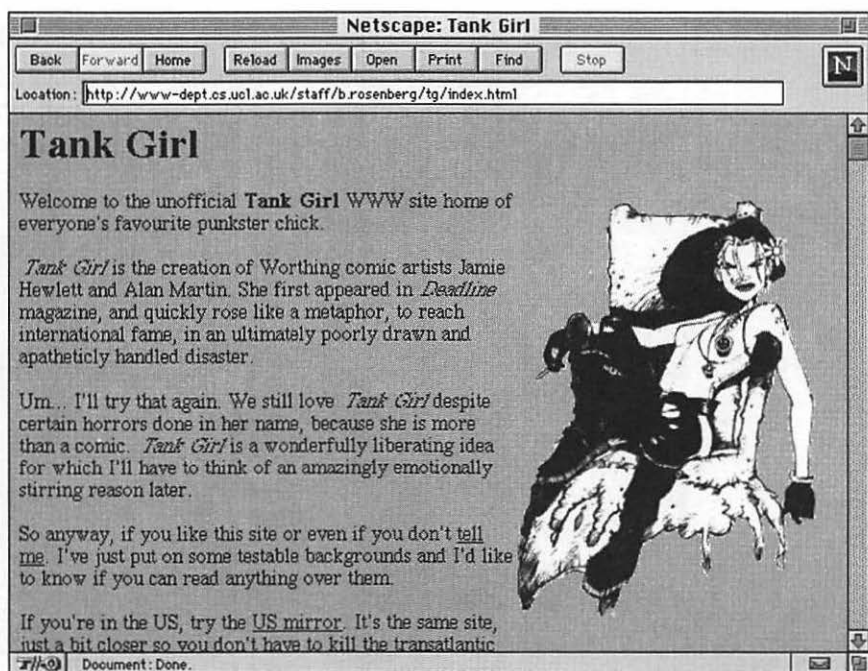 Netscape: Tank Girl
Back Forward Home Reload Images Open Print Find Stop
N
Location: http://www-dept.cs.ucl.ac.uk/staff/b.rosenberg/tg/index.html
Tank Girl
Welcome to the unofficial Tank Girl WWW site home of
everyone's favourite punkster chick.
Tank Girl is the creation of Worthing comic artists Jamie
Hewlett and Alan Martin. She first appeared in Deadline
magazine, and quickly rose like a metaphor, to reach
international fame, in an ultimately poorly drawn and
apatheticly handled disaster.
Um... I'll try that again. We still love Tank Girl despite
certain horrors done in her name, because she is more
than a comic. Tank Girl is a wonderfully liberating idea
for which I'll have to think of an amazingly emotionally
stirring reason later.
So anyway, if you like this site or even if you don't tell
me. I've just put on some testable backgrounds and I'd like
to know if you can read anything over them.
If you're in the US, try the US mirror. It's the same site,
just a bit closer so you don't have to kill the transatlantic
Document: Done.